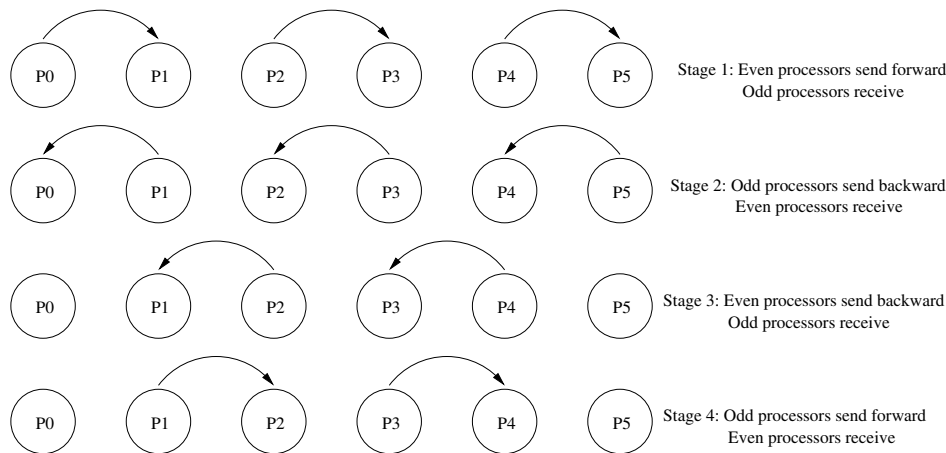 P0 P1 P2 P3 P4 P5
Stage 1: Even processors send forward
Odd processors receive
P0 P1 P2 P3 P4 P5
Stage 2: Odd processors send backward
Even processors receive
P0 P1 P2 P3 P4 P5
Stage 3: Even processors send backward
Odd processors receive
P0 P1 P2 P3 P4 P5
Stage 4: Odd processors send forward
Even processors receive